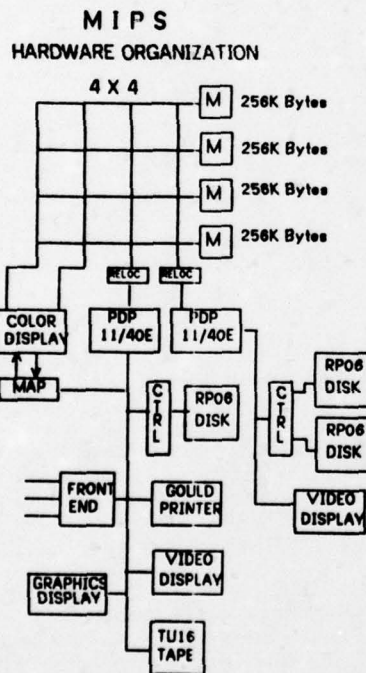 MIPS
HARDWARE ORGANIZATION
4 X 4
M 256K Bytes
M 256K Bytes
M 256K Bytes
M 256K Bytes
RELOC RELOC
COLOR
DISPLAY
PDP
11/40E
PDP
11/40E
MAP
CTRL
RP06
DISK
CTRL
RP06
DISK
RP06
DISK
FRONT
END
GOULD
PRINTER
VIDEO
DISPLAY
VIDEO
DISPLAY
GRAPHICS
DISPLAY
TU16
TAPE